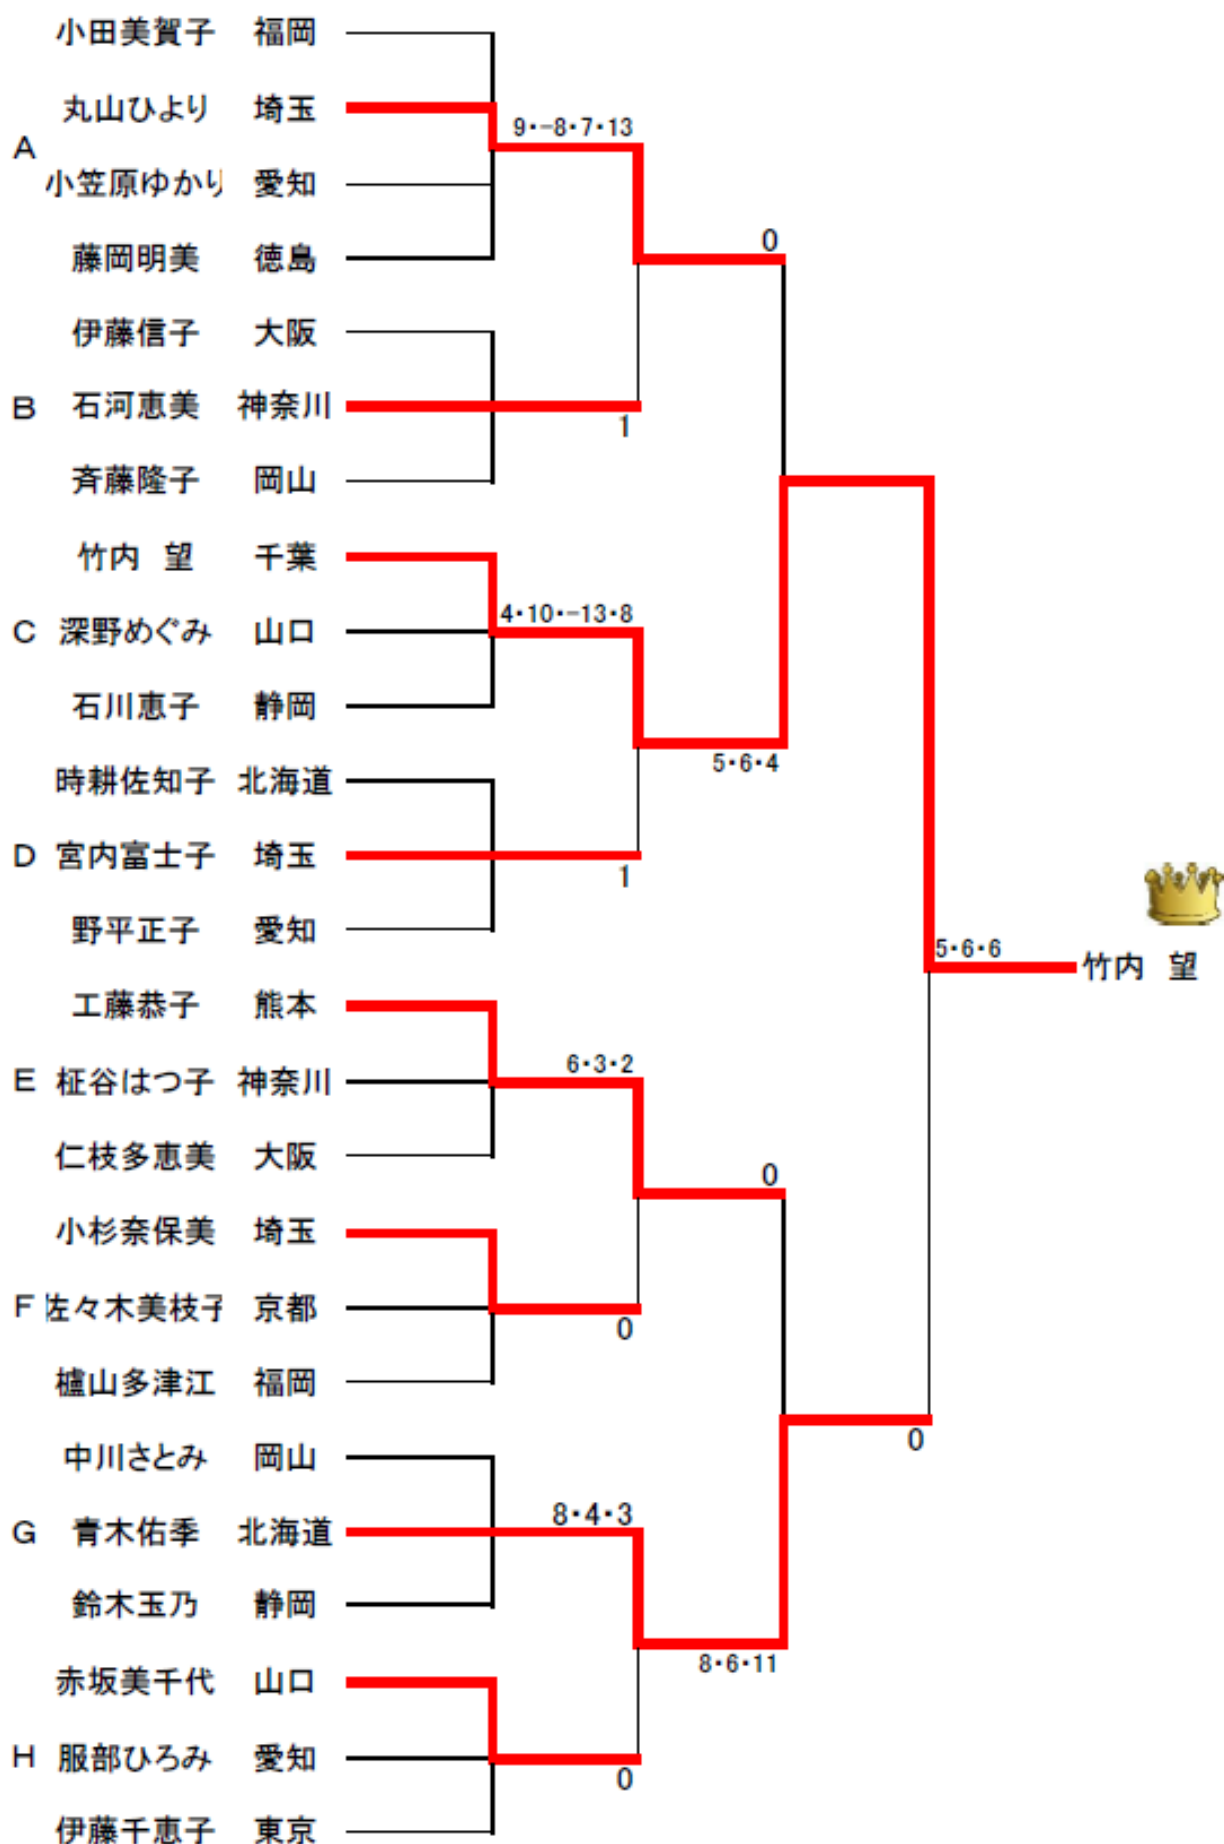 小田美賀子 福岡
丸山ひより 埼玉
9・-8・7・13
A
小笠原ゆかり 愛知
藤岡明美 徳島
0
伊藤信子 大阪
B 石河恵美 神奈川
1
斉藤隆子 岡山
竹内 望 千葉
4・10・-13・8
C 深野めぐみ 山口
石川恵子 静岡
5・6・4
時耕佐知子 北海道
D 宮内富士子 埼玉
1
野平正子 愛知
5・6・6
竹内 望
工藤恭子 熊本
6・3・2
E 柾谷はつ子 神奈川
仁枝多恵美 大阪
0
小杉奈保美 埼玉
F 佐々木美枝子 京都
0
櫨山多津江 福岡
0
中川さとみ 岡山
8・4・3
G 青木佑季 北海道
鈴木玉乃 静岡
8・6・11
赤坂美千代 山口
H 服部ひろみ 愛知
0
伊藤千恵子 東京